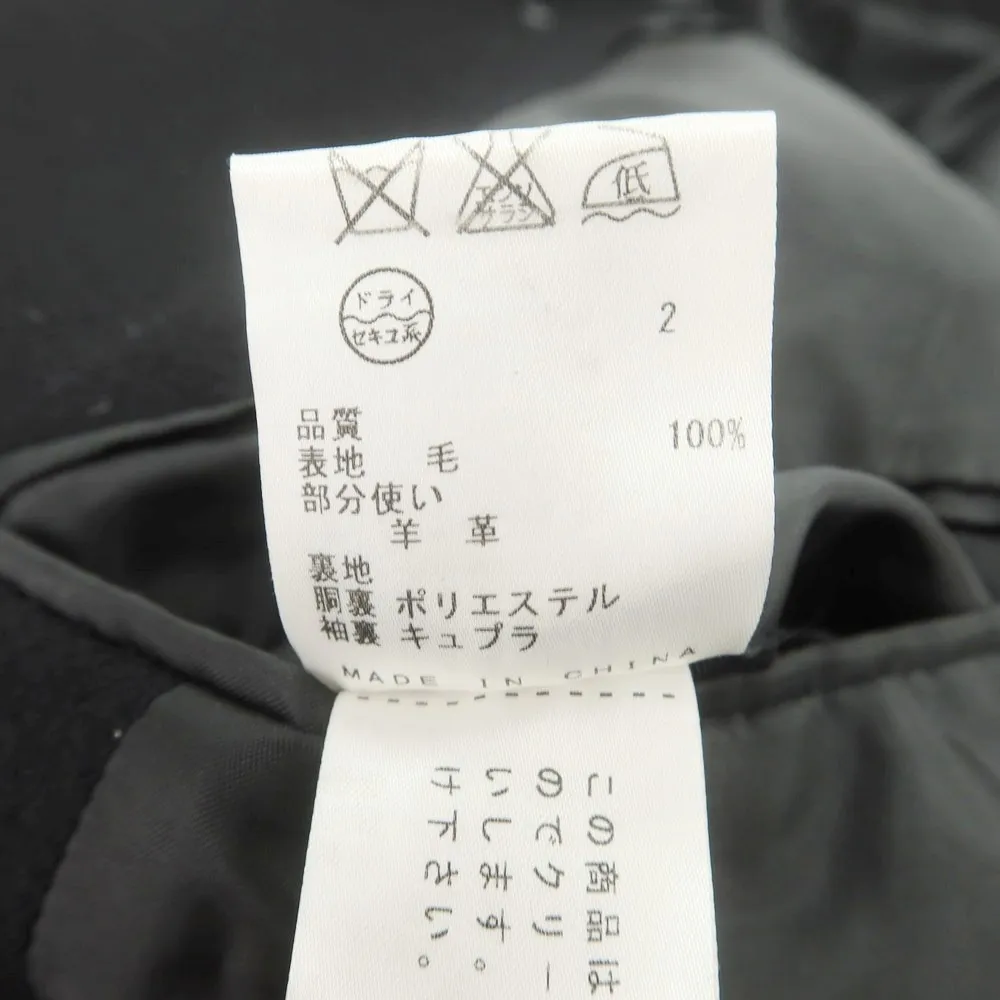 低
エンソ
サラシ
ドライ
セキユ系
2
品質
表地 毛 100%
部分使い
羊 革
裏地
胴裏 ポリエステル
袖裏 キュプラ
MADE IN CHINA
この商品は
のでクリー
いします。
け下さい。